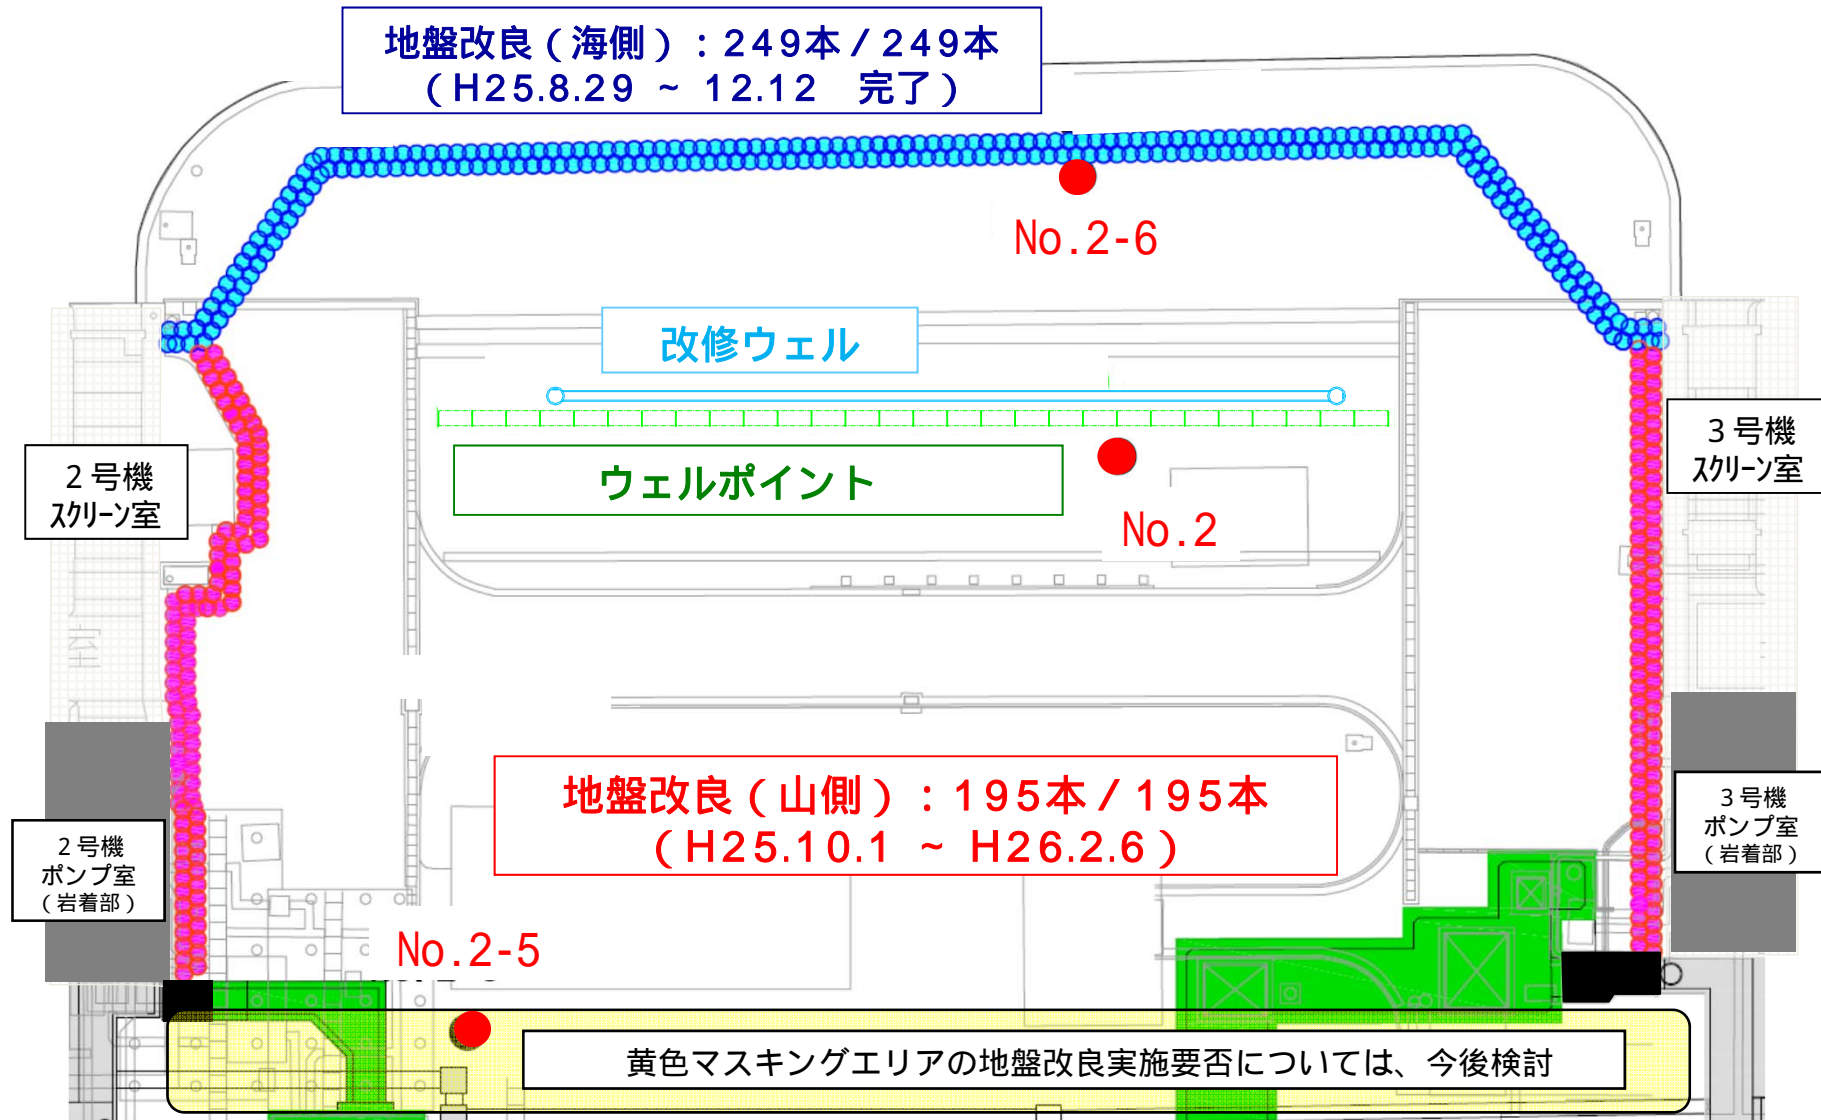 地盤改良（海側）：249本／249本
（H25.8.29 ～ 12.12　完了）
No.2-6
改修ウェル
ウェルポイント
No.2
２号機
ｽｸﾘｰﾝ室
３号機
ｽｸﾘｰﾝ室
地盤改良（山側）：195本／195本
（H25.10.1 ～ H26.2.6）
２号機
ポンプ室
（岩着部）
３号機
ポンプ室
（岩着部）
No.2-5
黄色マスキングエリアの地盤改良実施要否については、今後検討